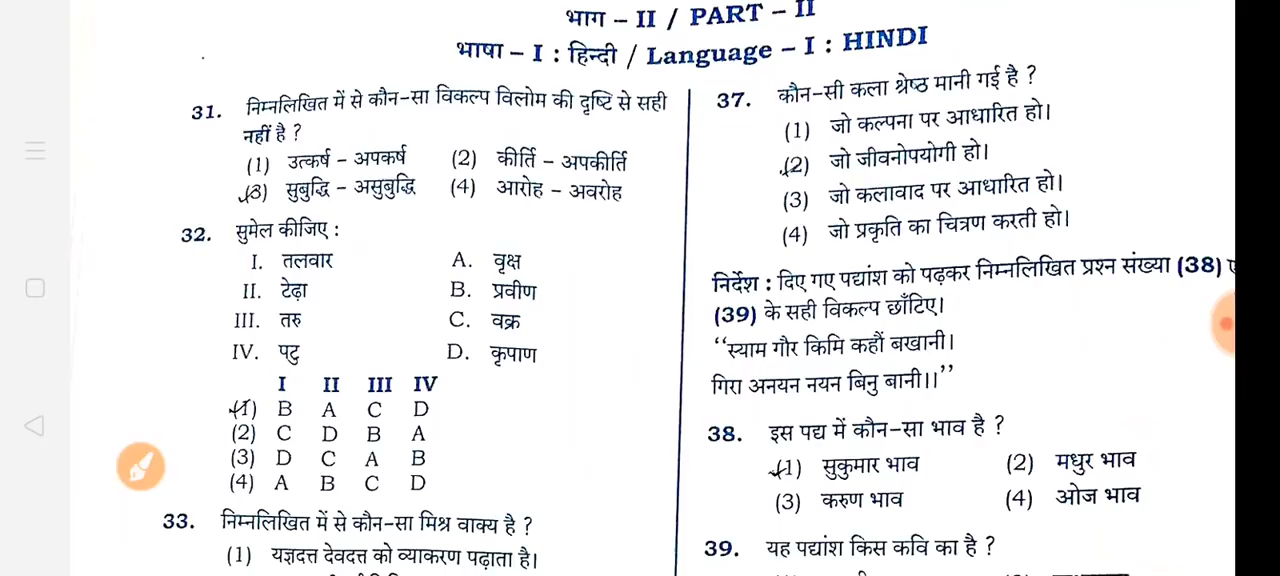 भाग – II / PART – II
भाषा – I : हिन्दी / Language – I : HINDI
31. निम्नलिखित में से कौन-सा विकल्प विलोम की दृष्टि से सही
नहीं है ?
(1) उत्कर्ष – अपकर्ष (2) कीर्ति – अपकीर्ति
(3) सुबुद्धि – असुबुद्धि (4) आरोह – अवरोह
32. सुमेल कीजिए :
I. तलवार A. वृक्ष
II. टेढ़ा B. प्रवीण
III. तरु C. वक्र
IV. पटु D. कृपाण
I II III IV
(1) B A C D
(2) C D B A
(3) D C A B
(4) A B C D
33. निम्नलिखित में से कौन-सा मिश्र वाक्य है ?
(1) यज्ञदत्त देवदत्त को व्याकरण पढ़ाता है।
37. कौन-सी कला श्रेष्ठ मानी गई है ?
(1) जो कल्पना पर आधारित हो।
(2) जो जीवनोपयोगी हो।
(3) जो कलावाद पर आधारित हो।
(4) जो प्रकृति का चित्रण करती हो।
निर्देश : दिए गए पद्यांश को पढ़कर निम्नलिखित प्रश्न संख्या (38)
(39) के सही विकल्प छाँटिए।
“स्याम गौर किमि कहौं बखानी।
गिरा अनयन नयन बिनु बानी।।”
38. इस पद्य में कौन-सा भाव है ?
(1) सुकुमार भाव (2) मधुर भाव
(3) करुण भाव (4) ओज भाव
39. यह पद्यांश किस कवि का है ?